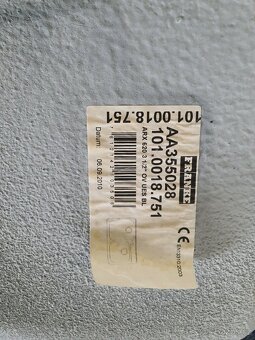 101.0018.751
AA355028
101.0018.751
FRANKE
ARX 620/3 1/2" OV UES BL
Datum: 06.09.2010
CE